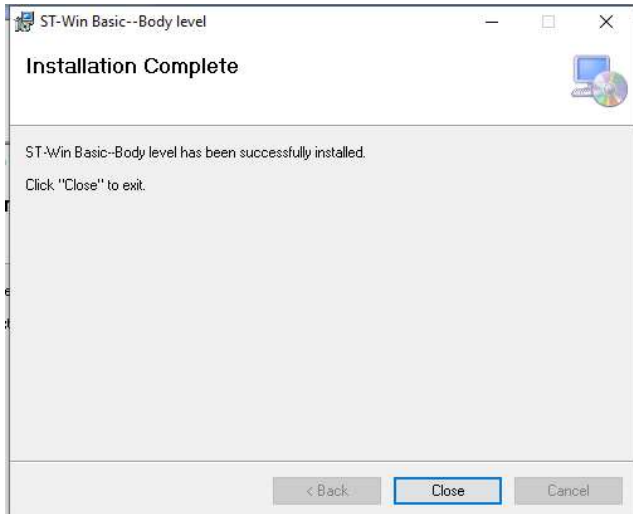 ST-Win Basic--Body level
Installation Complete
ST-Win Basic--Body level has been successfully installed.
Click "Close" to exit.
< Back
Close
Cancel